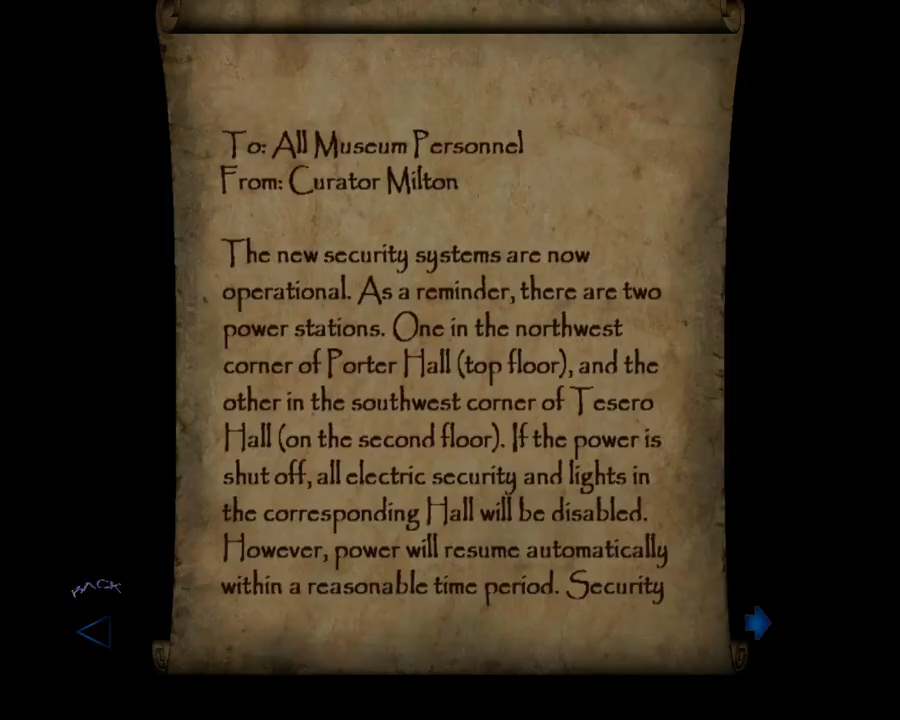 To: All Museum Personnel
From: Curator Milton
The new security systems are now
operational. As a reminder, there are two
power stations. One in the northwest
corner of Porter Hall (top floor), and the
other in the southwest corner of Tesero
Hall (on the second floor). If the power is
shut off, all electric security and lights in
the corresponding Hall will be disabled.
However, power will resume automatically
within a reasonable time period. Security
BACK